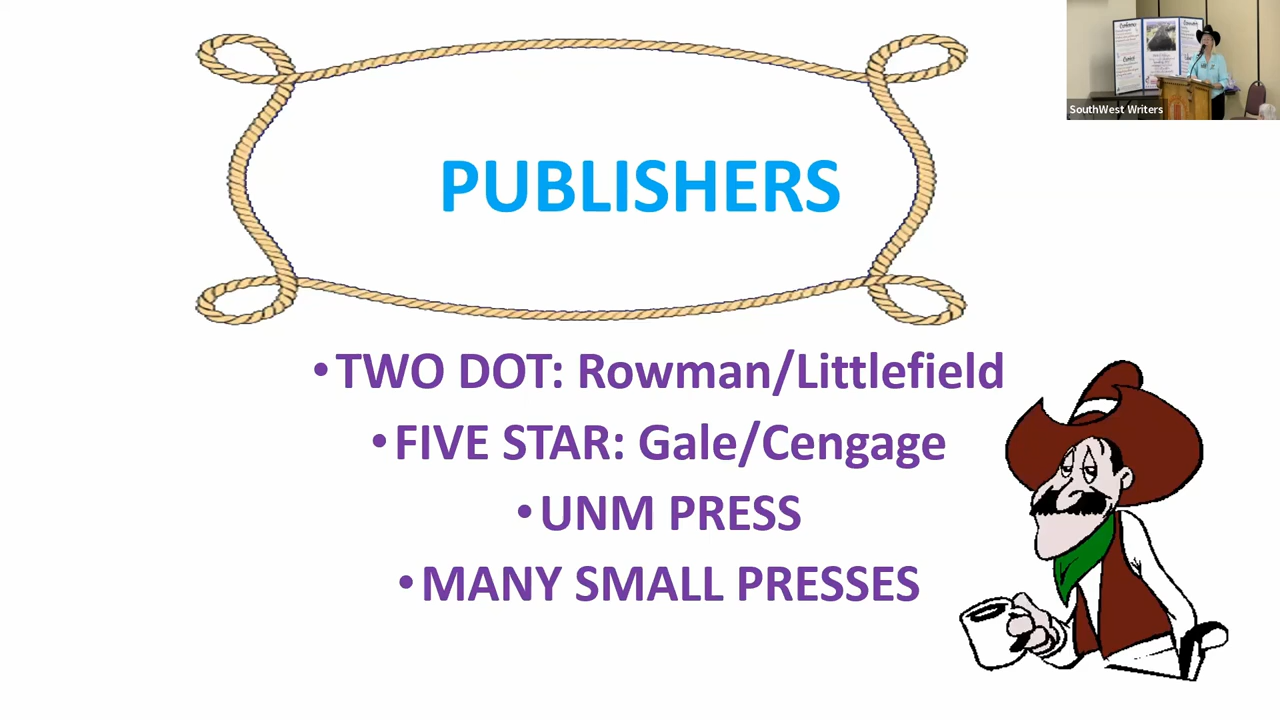 PUBLISHERS
• TWO DOT: Rowman/Littlefield
• FIVE STAR: Gale/Cengage
• UNM PRESS
• MANY SMALL PRESSES
SouthWest Writers